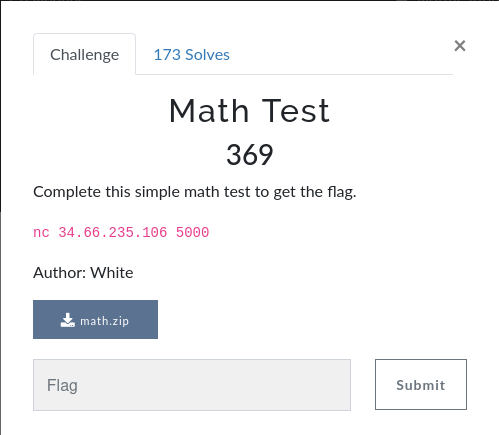 Challenge 173 Solves ×
Math Test
369
Complete this simple math test to get the flag.
nc 34.66.235.106 5000
Author: White
math.zip
Flag Submit